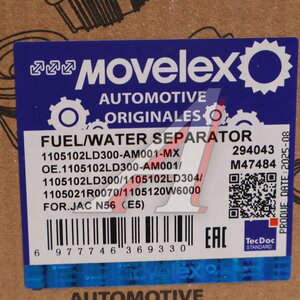 MOVELEX
AUTOMOTIVE
ORIGINALES
FUEL/WATER SEPARATOR
1105102LD300-AM001-MX
OE.1105102LD300-AM001/
1105102LD300/1105102LD304/
1105021R0070/1105120W6000
FOR.JAC N56 (E5)
294043
M47484
6 977746 369330
EAC
TecDoc
STANDARD
PRODUE DATE: 2025-08